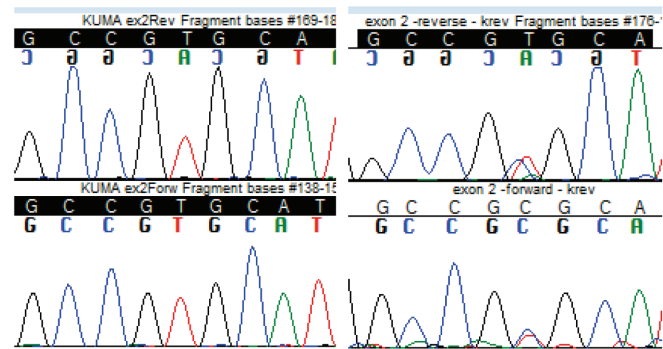 KUMA ex2Rev Fragment bases #169-18
G C C G T G C A
C G G C A C G T
KUMA ex2Forw Fragment bases #138-15
G C C G T G C A T
G C C G T G C A T
exon 2 -reverse - krev Fragment bases #176-1
G C C G T G C A
C G G C A C G T
exon 2 -forward - krev
G C C G C G C A
G C C G C G C A